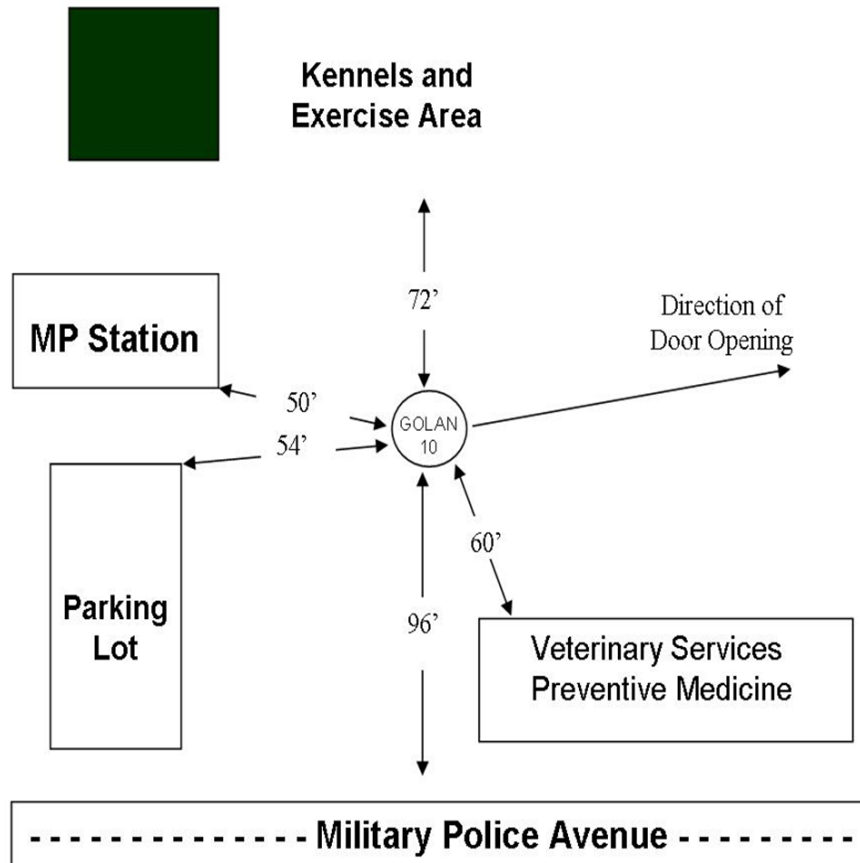 Kennels and
Exercise Area
72’
Direction of
Door Opening
MP Station
50’
GOLAN
10
54’
60’
Parking
Lot
96’
Veterinary Services
Preventive Medicine
- - - - - - - - - - - - - - Military Police Avenue - - - - - - - - -